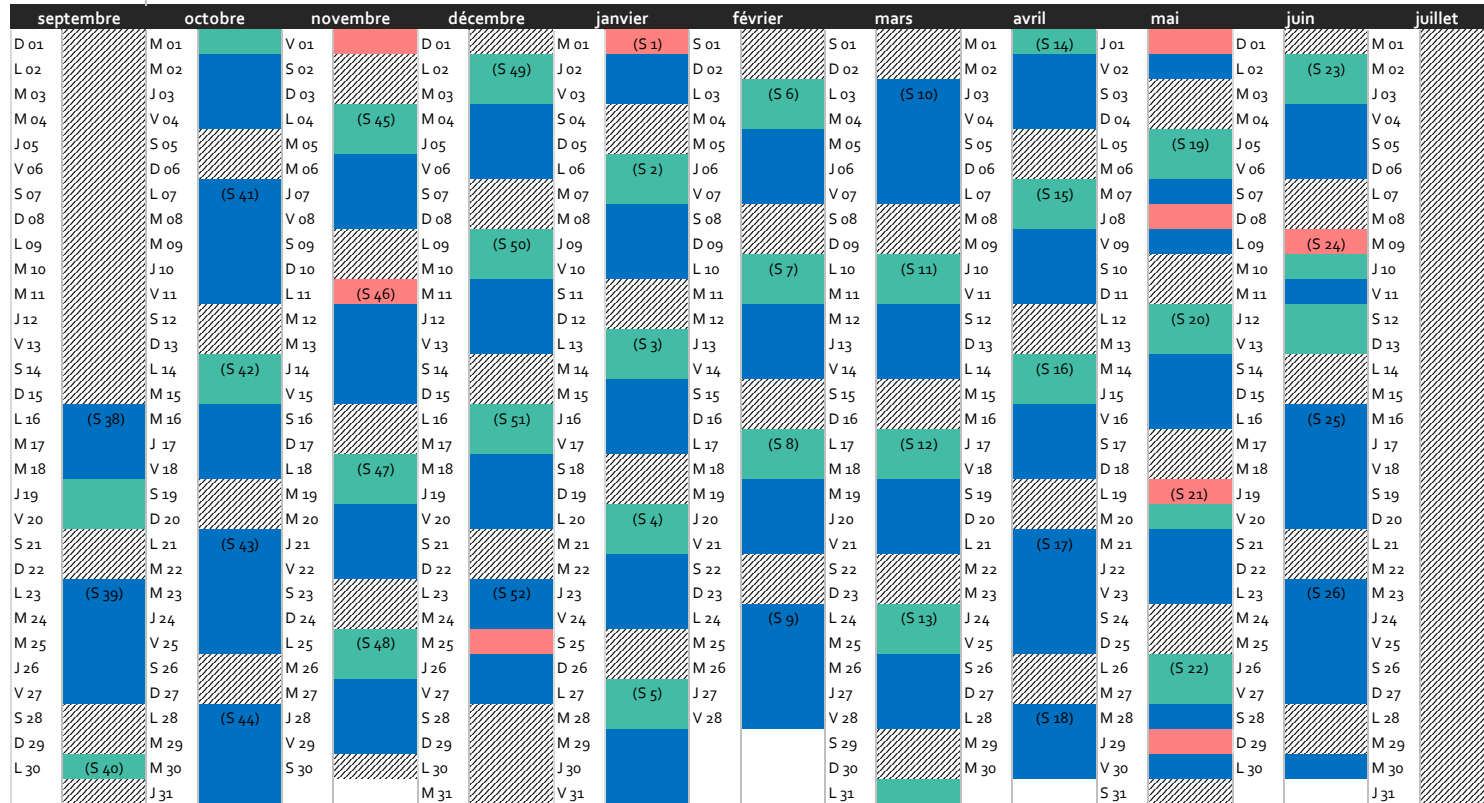 septembre octobre novembre décembre janvier février mars avril mai juin juillet
D 01 M 01 V 01 D 01 M 01 (S 1) S 01 S 01 M 01 (S 14) J 01 D 01 M 01
L 02 M 02 S 02 L 02 (S 49) J 02 D 02 D 02 M 02 V 02 L 02 (S 23) M 02
M 03 J 03 D 03 M 03 V 03 L 03 (S 6) L 03 (S 10) J 03 S 03 M 03 J 03
M 04 V 04 L 04 (S 45) M 04 S 04 M 04 M 04 V 04 D 04 M 04 V 04
J 05 S 05 M 05 J 05 D 05 M 05 M 05 S 05 L 05 (S 19) J 05 S 05
V 06 D 06 M 06 V 06 L 06 (S 2) J 06 J 06 D 06 M 06 V 06 D 06
S 07 L 07 (S 41) J 07 S 07 M 07 V 07 V 07 L 07 (S 15) M 07 S 07 L 07
D 08 M 08 V 08 D 08 M 08 S 08 S 08 M 08 J 08 D 08 M 08
L 09 M 09 S 09 L 09 (S 50) J 09 D 09 D 09 M 09 V 09 L 09 (S 24) M 09
M 10 J 10 D 10 M 10 V 10 L 10 (S 7) L 10 (S 11) J 10 S 10 M 10 J 10
M 11 V 11 L 11 (S 46) M 11 S 11 M 11 M 11 V 11 D 11 M 11 V 11
J 12 S 12 M 12 J 12 D 12 M 12 M 12 S 12 L 12 (S 20) J 12 S 12
V 13 D 13 M 13 V 13 L 13 (S 3) J 13 J 13 D 13 M 13 V 13 D 13
S 14 L 14 (S 42) J 14 S 14 M 14 V 14 V 14 L 14 (S 16) M 14 S 14 L 14
D 15 M 15 V 15 D 15 M 15 S 15 S 15 M 15 J 15 D 15 M 15
L 16 (S 38) M 16 S 16 L 16 (S 51) J 16 D 16 D 16 M 16 V 16 L 16 (S 25) M 16
M 17 J 17 D 17 M 17 V 17 L 17 (S 8) L 17 (S 12) J 17 S 17 M 17 J 17
M 18 V 18 L 18 (S 47) M 18 S 18 M 18 M 18 V 18 D 18 M 18 V 18
J 19 S 19 M 19 J 19 D 19 M 19 M 19 S 19 L 19 (S 21) J 19 S 19
V 20 D 20 M 20 V 20 L 20 (S 4) J 20 J 20 D 20 M 20 V 20 D 20
S 21 L 21 (S 43) J 21 S 21 M 21 V 21 V 21 L 21 (S 17) M 21 S 21 L 21
D 22 M 22 V 22 D 22 M 22 S 22 S 22 M 22 J 22 D 22 M 22
L 23 (S 39) M 23 S 23 L 23 (S 52) J 23 D 23 D 23 M 23 V 23 L 23 (S 26) M 23
M 24 J 24 D 24 M 24 V 24 L 24 (S 9) L 24 (S 13) J 24 S 24 M 24 J 24
M 25 V 25 L 25 (S 48) M 25 S 25 M 25 M 25 V 25 D 25 M 25 V 25
J 26 S 26 M 26 J 26 D 26 M 26 M 26 S 26 L 26 (S 22) J 26 S 26
V 27 D 27 M 27 V 27 L 27 (S 5) J 27 J 27 D 27 M 27 V 27 D 27
S 28 L 28 (S 44) J 28 S 28 M 28 V 28 V 28 L 28 (S 18) M 28 S 28 L 28
D 29 M 29 V 29 D 29 M 29 S 29 M 29 J 29 D 29 M 29
L 30 (S 40) M 30 S 30 L 30 J 30 D 30 M 30 V 30 L 30 M 30
J 31 M 31 V 31 L 31 S 31 J 31